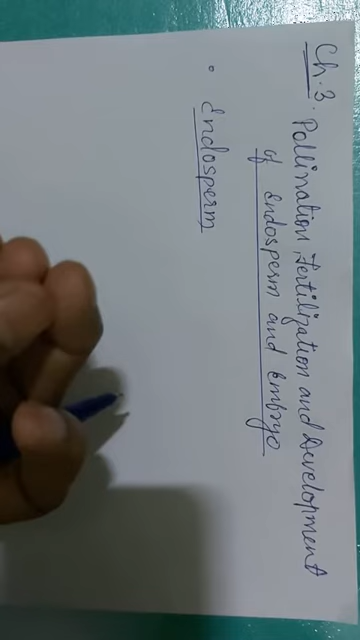 Ch.3. Pollination, Fertilization and Development
of Endosperm and Embryo
• Endosperm